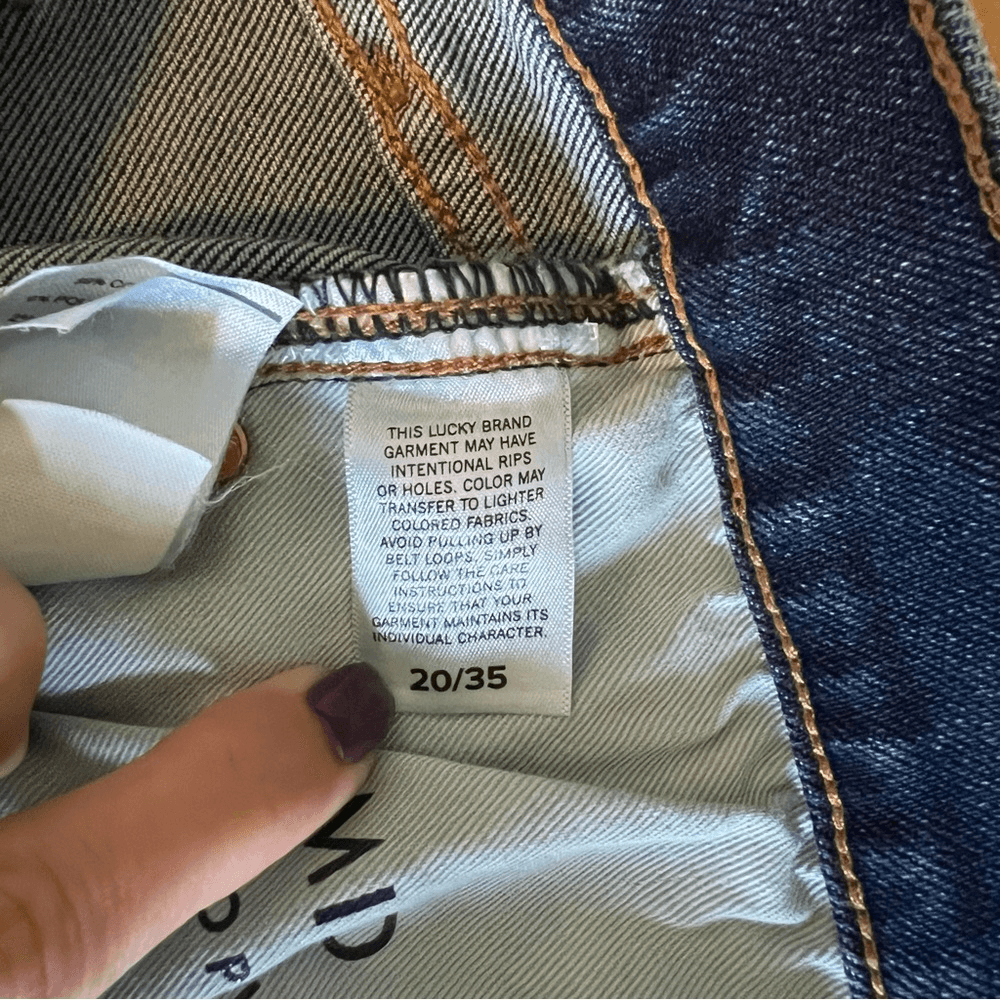 THIS LUCKY BRAND
GARMENT MAY HAVE
INTENTIONAL RIPS
OR HOLES. COLOR MAY
TRANSFER TO LIGHTER
COLORED FABRICS.
AVOID PULLING UP BY
BELT LOOPS. SIMPLY
FOLLOW THE CARE
INSTRUCTIONS TO
ENSURE THAT YOUR
GARMENT MAINTAINS ITS
INDIVIDUAL CHARACTER.
20/35